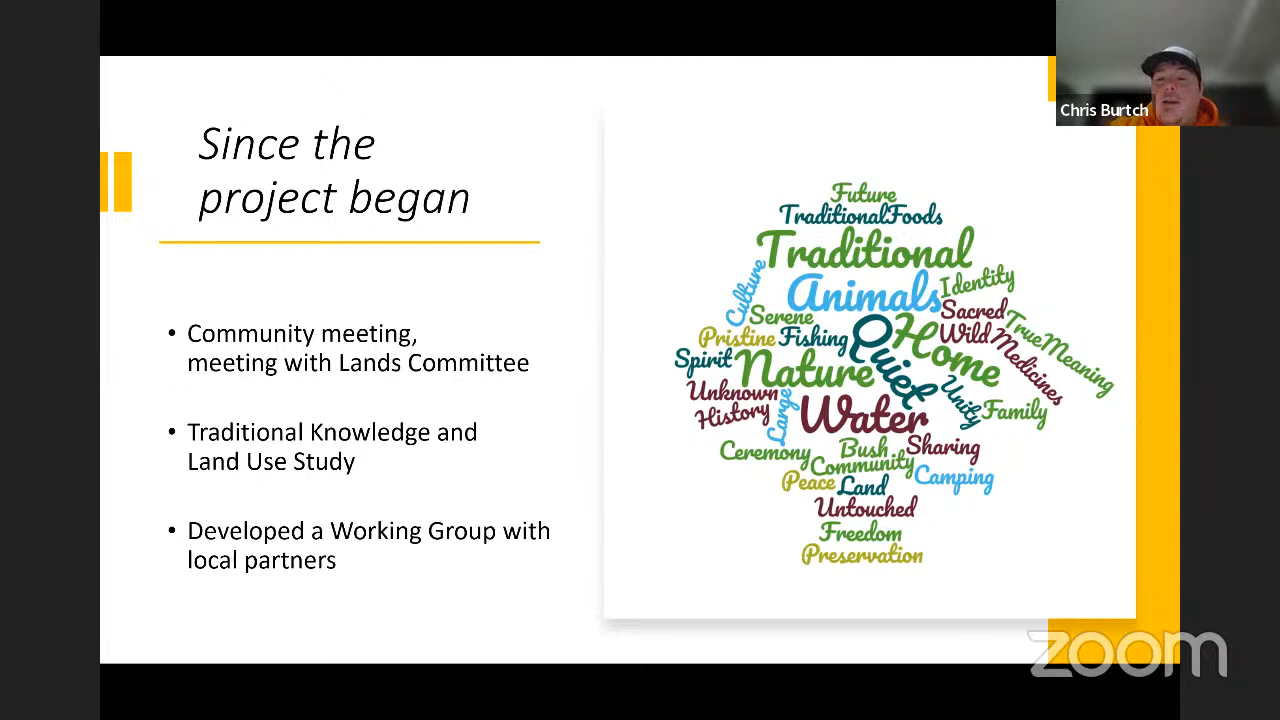 Since the
project began
• Community meeting,
meeting with Lands Committee
• Traditional Knowledge and
Land Use Study
• Developed a Working Group with
local partners
Future
TraditionalFoods
Traditional
Culture
Animals
Identity
Serene
Sacred
TrueMeaning
Pristine
Fishing
Quiet
Home
Wild
Medicines
Spirit
Nature
Unknown
History
Large
Water
Unity
Family
Ceremony
Bush
Sharing
Community
Camping
Peace
Land
Untouched
Freedom
Preservation
Chris Burtch
zoom